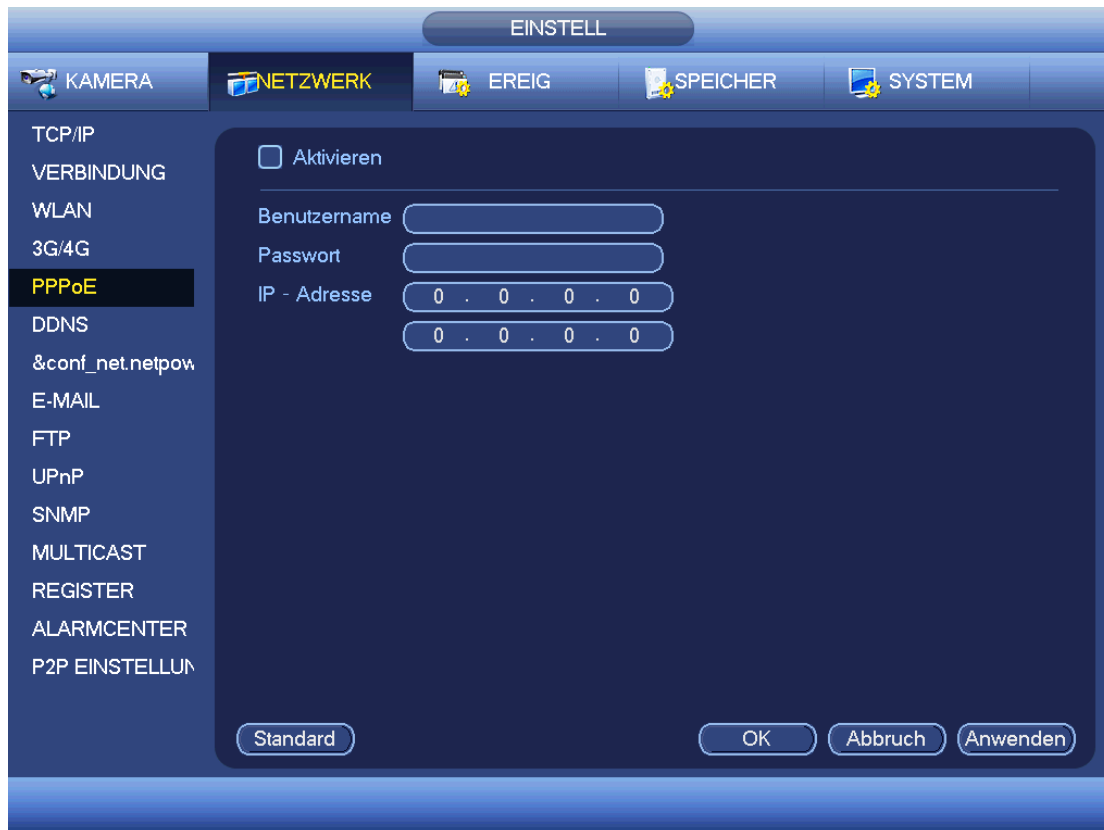 EINSTELL
KAMERA NETZWERK EREIG SPEICHER SYSTEM
TCP/IP
VERBINDUNG
WLAN
3G/4G
PPPoE
DDNS
&conf_net.netpow
E-MAIL
FTP
UPnP
SNMP
MULTICAST
REGISTER
ALARMCENTER
P2P EINSTELLUN
Aktivieren
Benutzername
Passwort
IP - Adresse 0 . 0 . 0 . 0
0 . 0 . 0 . 0
Standard OK Abbruch Anwenden